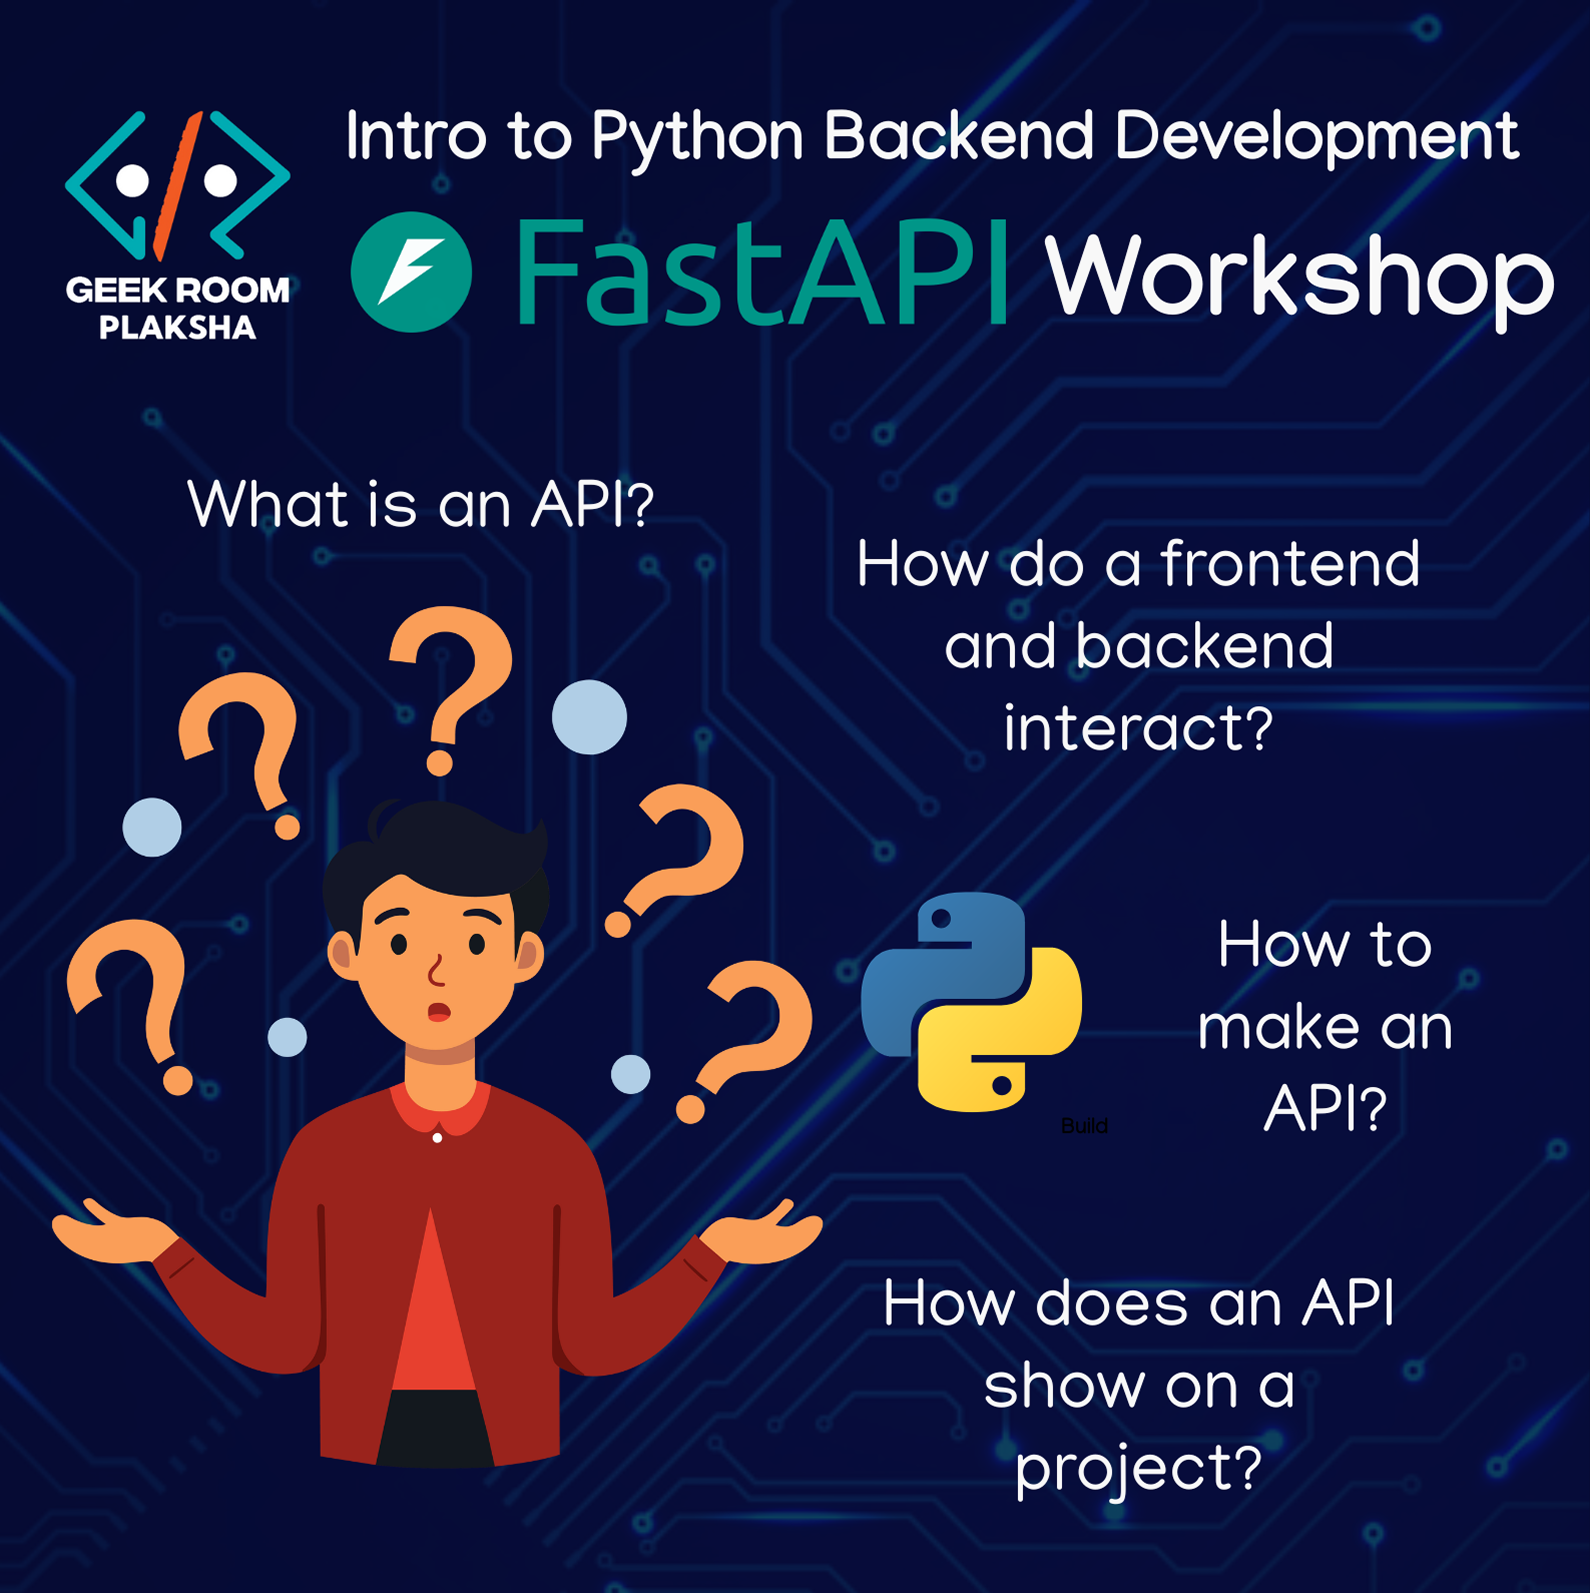 Intro to Python Backend Development
GEEK ROOM
PLAKSHA
FastAPI Workshop
What is an API?
How do a frontend
and backend
interact?
How to
make an
API?
Build
How does an API
show on a
project?